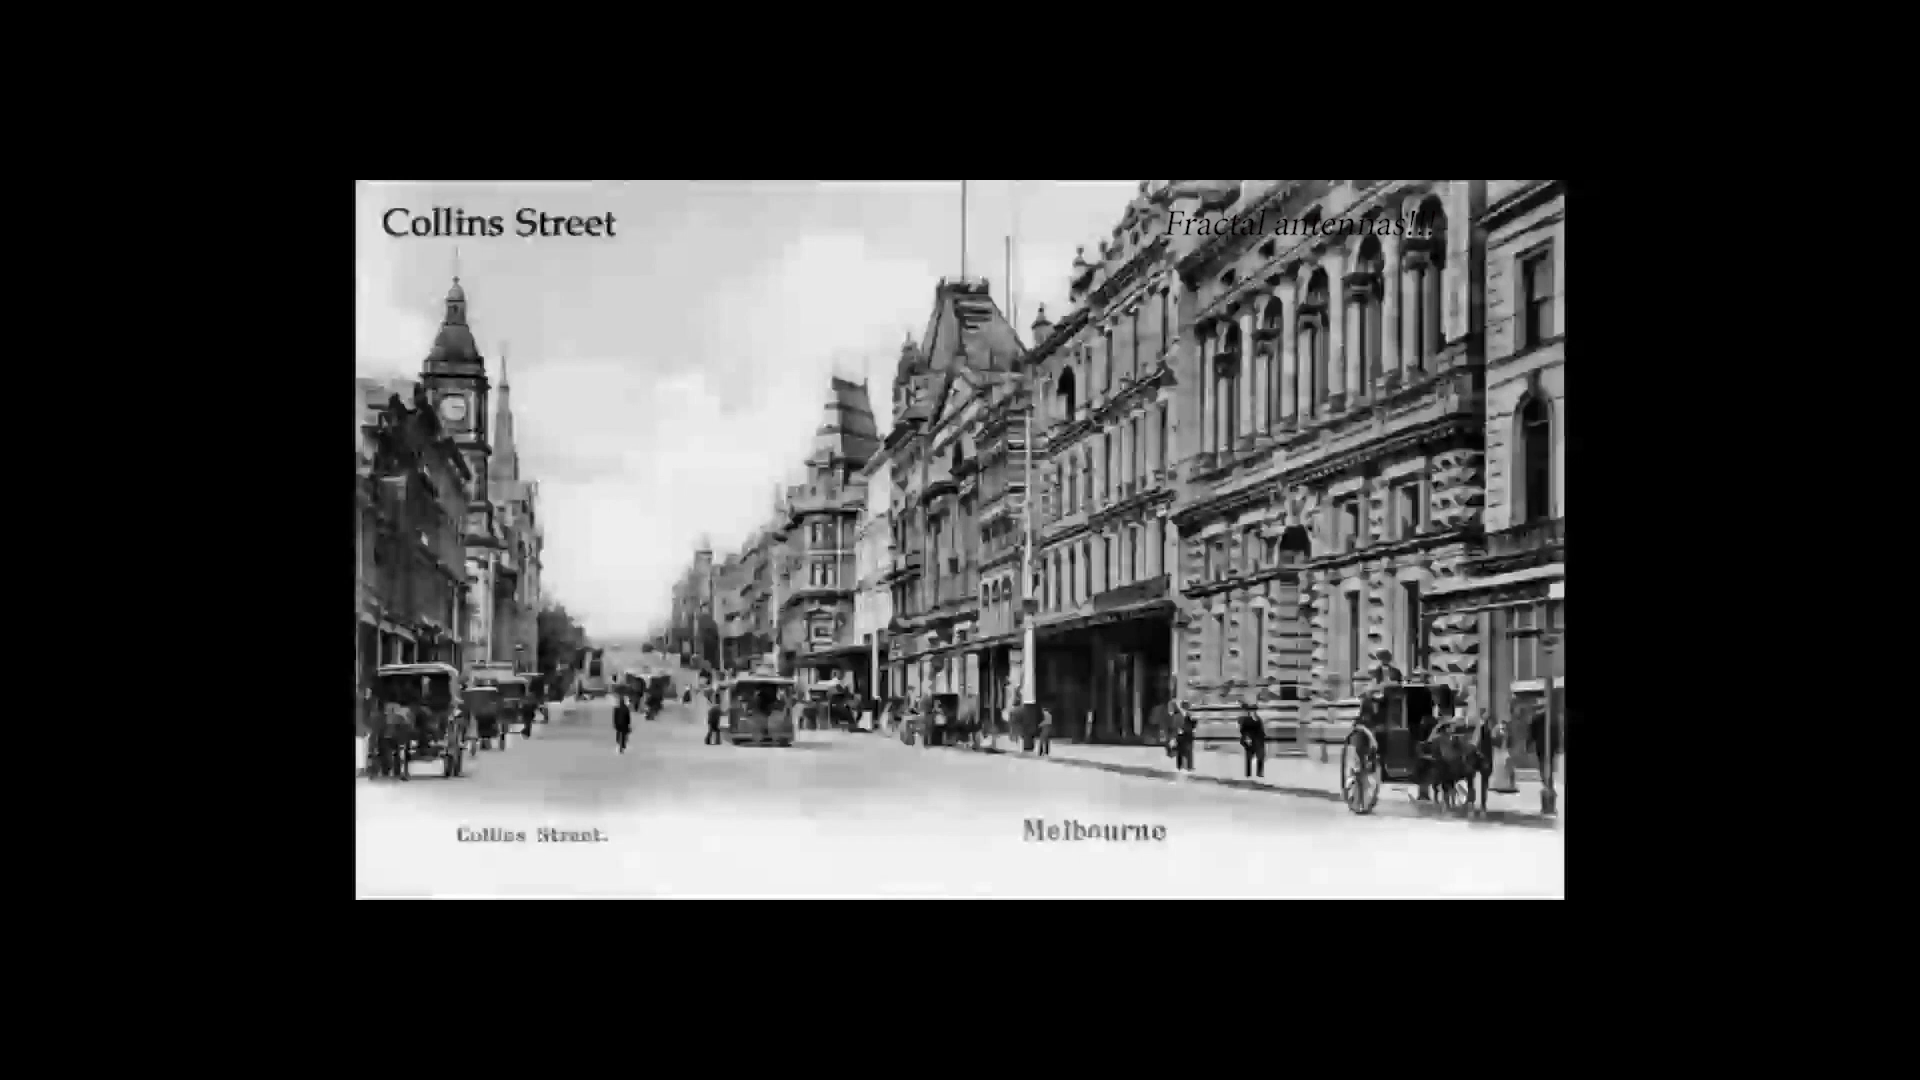 Collins Street
Fractal antennas!!!
Collins Street.
Melbourne